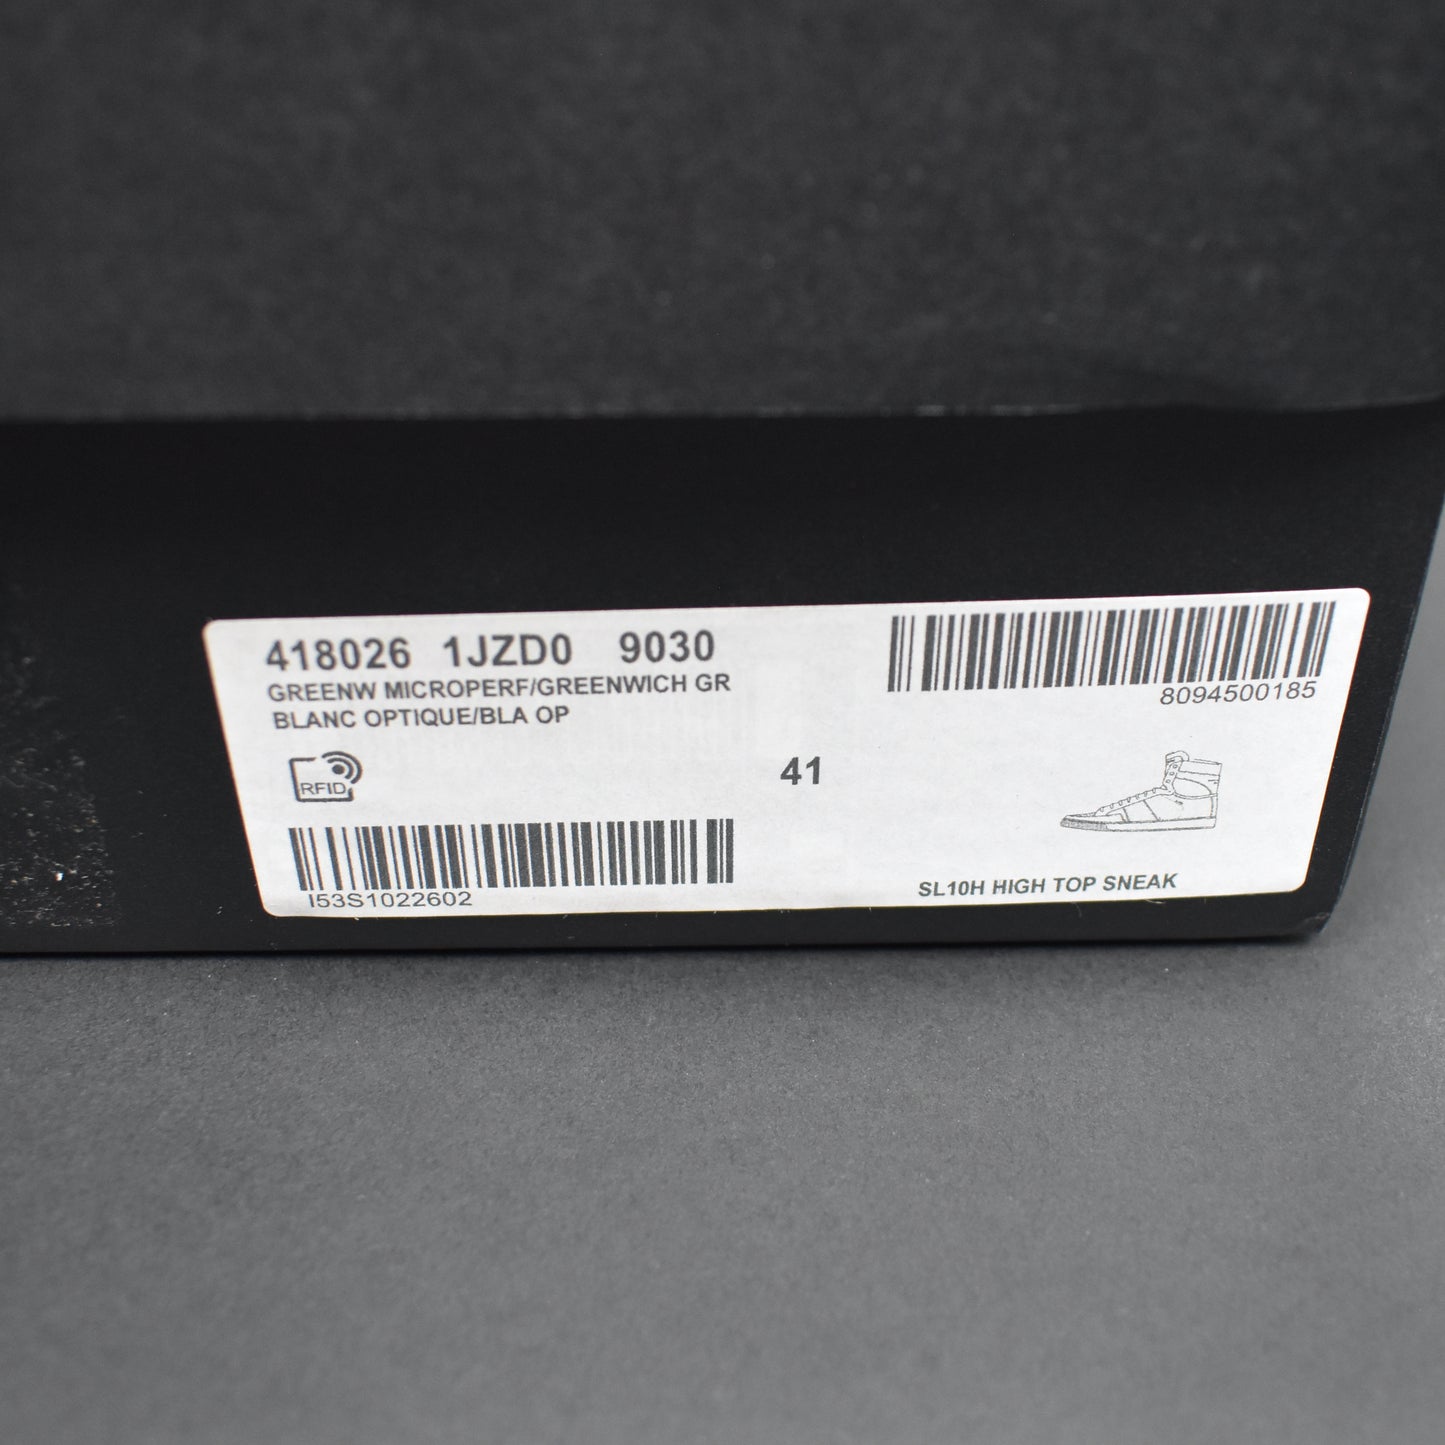 418026 1JZD0 9030
GREENW MICROPERF/GREENWICH GR
BLANC OPTIQUE/BLA OP
8094500185
RFID
41
I53S1022602
SL10H HIGH TOP SNEAK